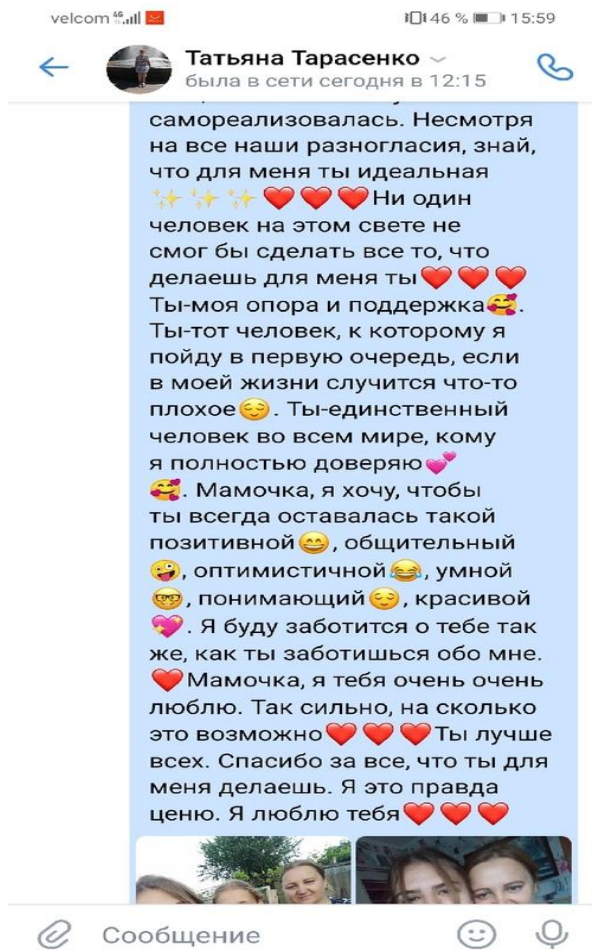 velcom 4G 46 % 15:59
Татьяна Тарасенко
была в сети сегодня в 12:15
самореализовалась. Несмотря
на все наши разногласия, знай,
что для меня ты идеальная
✨✨✨❤️❤️❤️Ни один
человек на этом свете не
смог бы сделать все то, что
делаешь для меня ты❤️❤️❤️
Ты-моя опора и поддержка🥰.
Ты-тот человек, к которому я
пойду в первую очередь, если
в моей жизни случится что-то
плохое😌. Ты-единственный
человек во всем мире, кому
я полностью доверяю💕
🥰. Мамочка, я хочу, чтобы
ты всегда оставалась такой
позитивной😄, общительный
🤪, оптимистичной😂, умной
🤓, понимающий😌, красивой
💖. Я буду заботится о тебе так
же, как ты заботишься обо мне.
❤️Мамочка, я тебя очень очень
люблю. Так сильно, на сколько
это возможно❤️❤️❤️Ты лучше
всех. Спасибо за все, что ты для
меня делаешь. Я это правда
ценю. Я люблю тебя❤️❤️❤️
Сообщение